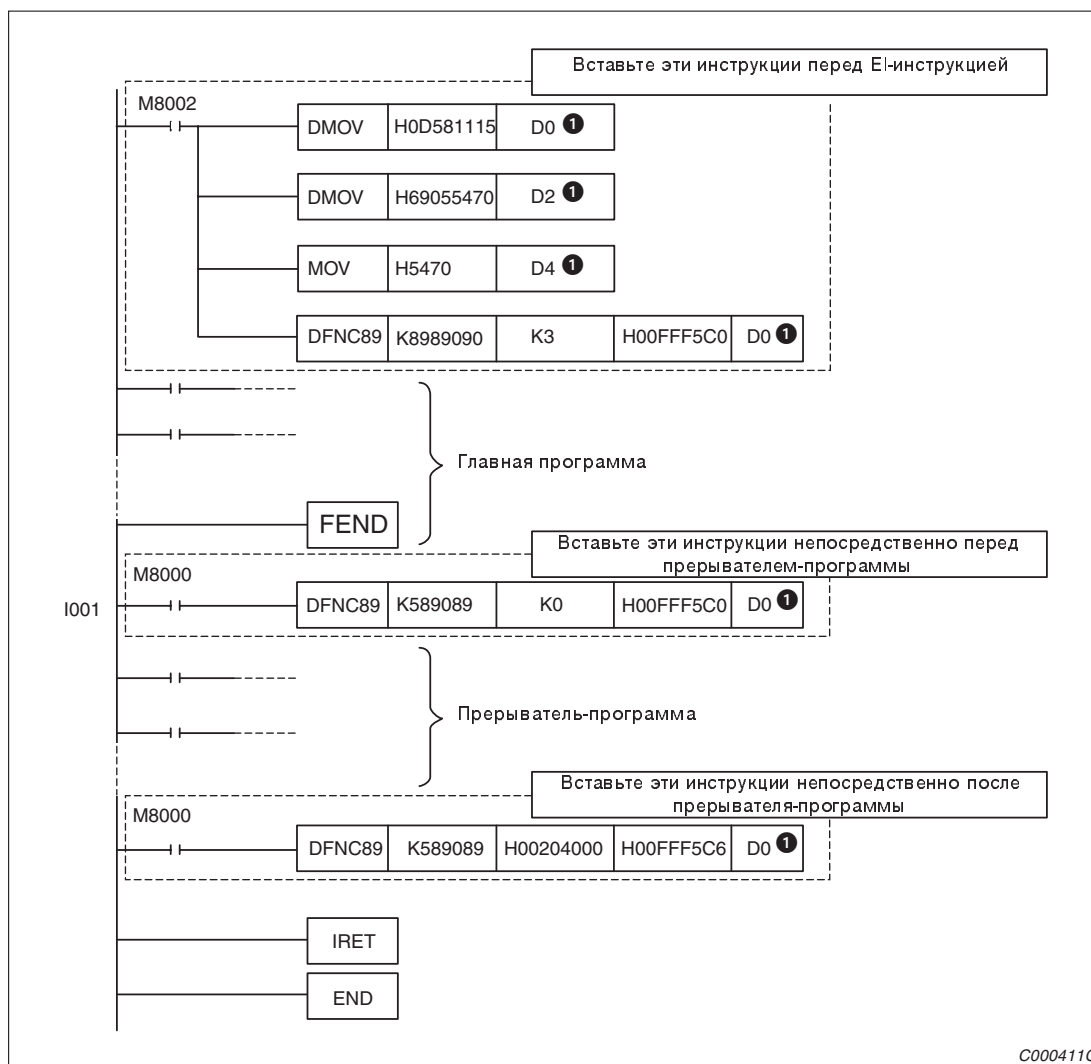 Вставьте эти инструкции перед EI-инструкцией
M8002
DMOV H0D581115 D0 ❶
DMOV H69055470 D2 ❶
MOV H5470 D4 ❶
DFNC89 K8989090 K3 H00FFF5C0 D0 ❶
Главная программа
FEND
Вставьте эти инструкции непосредственно перед
прерывателем-программы
M8000
I001
DFNC89 K589089 K0 H00FFF5C0 D0 ❶
Прерыватель-программа
Вставьте эти инструкции непосредственно после
прерывателя-программы
M8000
DFNC89 K589089 H00204000 H00FFF5C6 D0 ❶
IRET
END
C000411C